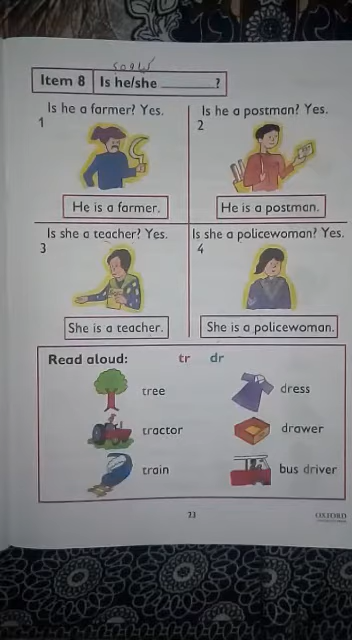 Item 8 Is he/she ______?
Is he a farmer? Yes.
1
He is a farmer.
Is he a postman? Yes.
2
He is a postman.
Is she a teacher? Yes.
3
She is a teacher.
Is she a policewoman? Yes.
4
She is a policewoman.
Read aloud: tr dr
tree
dress
tractor
drawer
train
bus driver
23
OXFORD